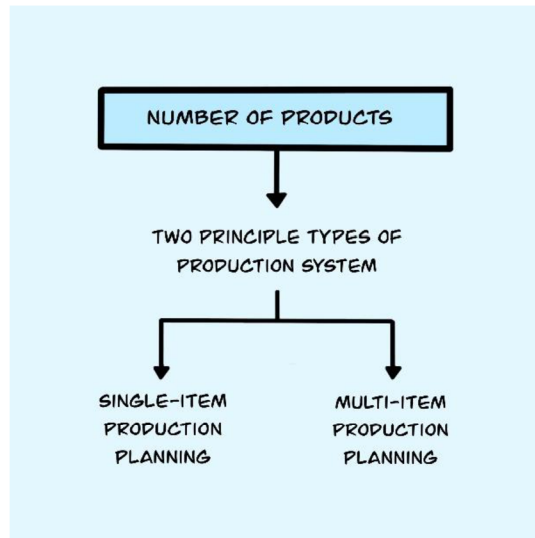 NUMBER OF PRODUCTS
TWO PRINCIPLE TYPES OF
PRODUCTION SYSTEM
SINGLE-ITEM
PRODUCTION
PLANNING
MULTI-ITEM
PRODUCTION
PLANNING